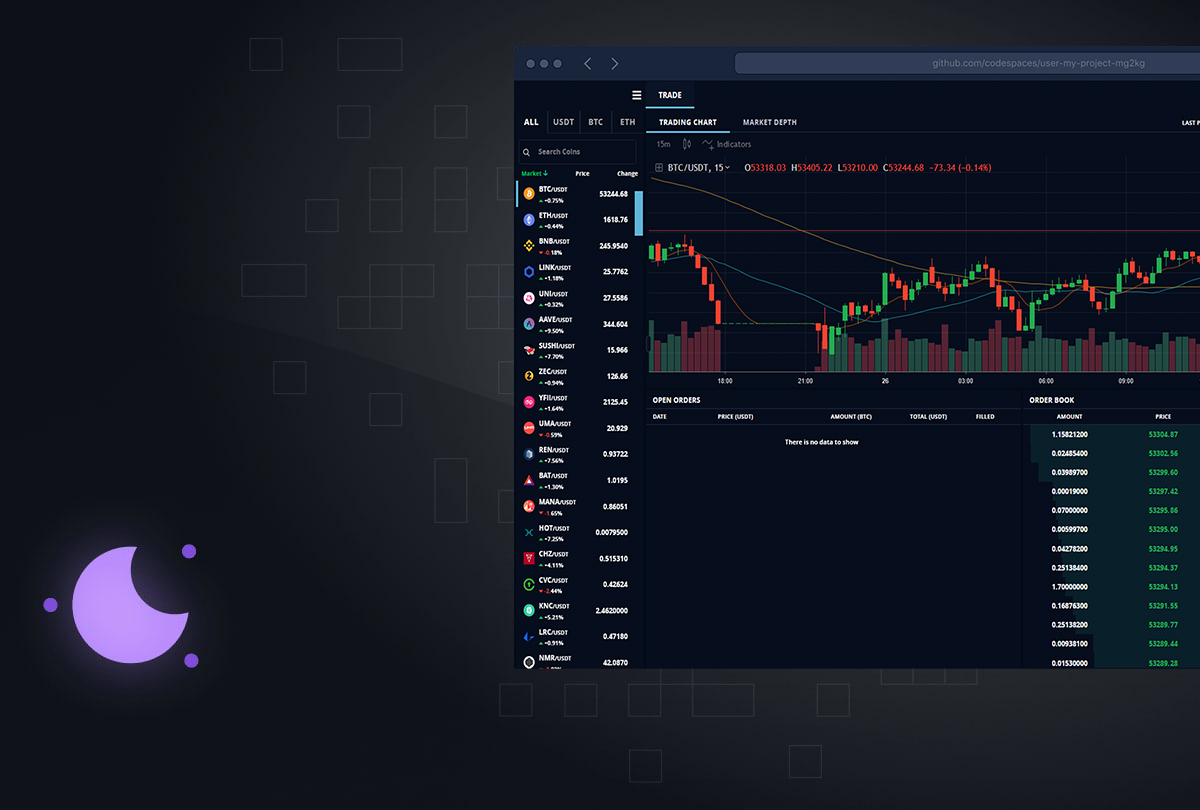 github.com/codespaces/user-my-project-mg2kg
TRADE
ALL USDT BTC ETH
TRADING CHART MARKET DEPTH
LAST P
Search Coins
15m Indicators
Market Price Change
BTC/USDT, 15 O53318.03 H53405.22 L53210.00 C53244.68 −73.34 (−0.14%)
BTC/USDT 53244.68
+0.75%
ETH/USDT 1618.76
+0.44%
BNB/USDT 245.9540
-0.18%
LINK/USDT 25.7762
+1.18%
UNI/USDT 27.5586
+0.32%
AAVE/USDT 344.604
+9.50%
SUSHI/USDT 15.966
+7.70%
ZEC/USDT 126.66
+0.94%
YFII/USDT 2125.45
+1.64%
UMA/USDT 20.929
-0.59%
REN/USDT 0.93722
+7.56%
BAT/USDT 1.0195
+1.30%
MANA/USDT 0.86051
-1.65%
HOT/USDT 0.0079500
+7.25%
CHZ/USDT 0.515310
+4.11%
CVC/USDT 0.42624
-2.44%
KNC/USDT 2.4620000
+5.21%
LRC/USDT 0.47180
+0.91%
NMR/USDT 42.0870
18:00 21:00 26 03:00 06:00 09:00
OPEN ORDERS
DATE PRICE (USDT) AMOUNT (BTC) TOTAL (USDT) FILLED
There is no data to show
ORDER BOOK
AMOUNT PRICE
1.15821200 53304.87
0.02485400 53302.56
0.03989700 53299.60
0.00019000 53297.42
0.07000000 53295.86
0.00599700 53295.00
0.04278200 53294.95
0.25138400 53294.37
1.70000000 53294.13
0.16876300 53291.55
0.25138200 53289.77
0.00938100 53289.44
0.01530000 53289.28